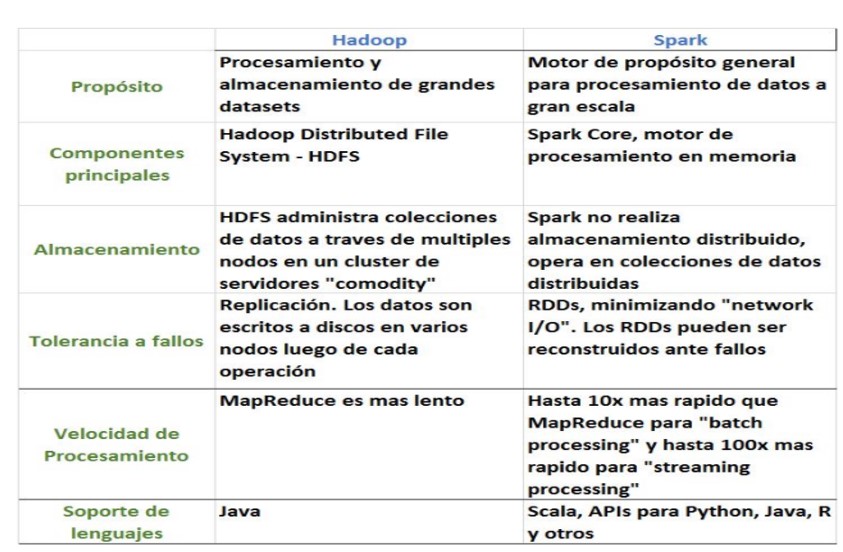 Hadoop
Spark
Propósito
Procesamiento y
almacenamiento de grandes
datasets
Motor de propósito general
para procesamiento de datos a
gran escala
Componentes
principales
Hadoop Distributed File
System - HDFS
Spark Core, motor de
procesamiento en memoria
Almacenamiento
HDFS administra colecciones
de datos a traves de multiples
nodos en un cluster de
servidores "comodity"
Spark no realiza
almacenamiento distribuido,
opera en colecciones de datos
distribuidas
Tolerancia a fallos
Replicación. Los datos son
escritos a discos en varios
nodos luego de cada
operación
RDDs, minimizando "network
I/O". Los RDDs pueden ser
reconstruidos ante fallos
Velocidad de
Procesamiento
MapReduce es mas lento
Hasta 10x mas rapido que
MapReduce para "batch
processing" y hasta 100x mas
rapido para "streaming
processing"
Soporte de
lenguajes
Java
Scala, APIs para Python, Java, R
y otros